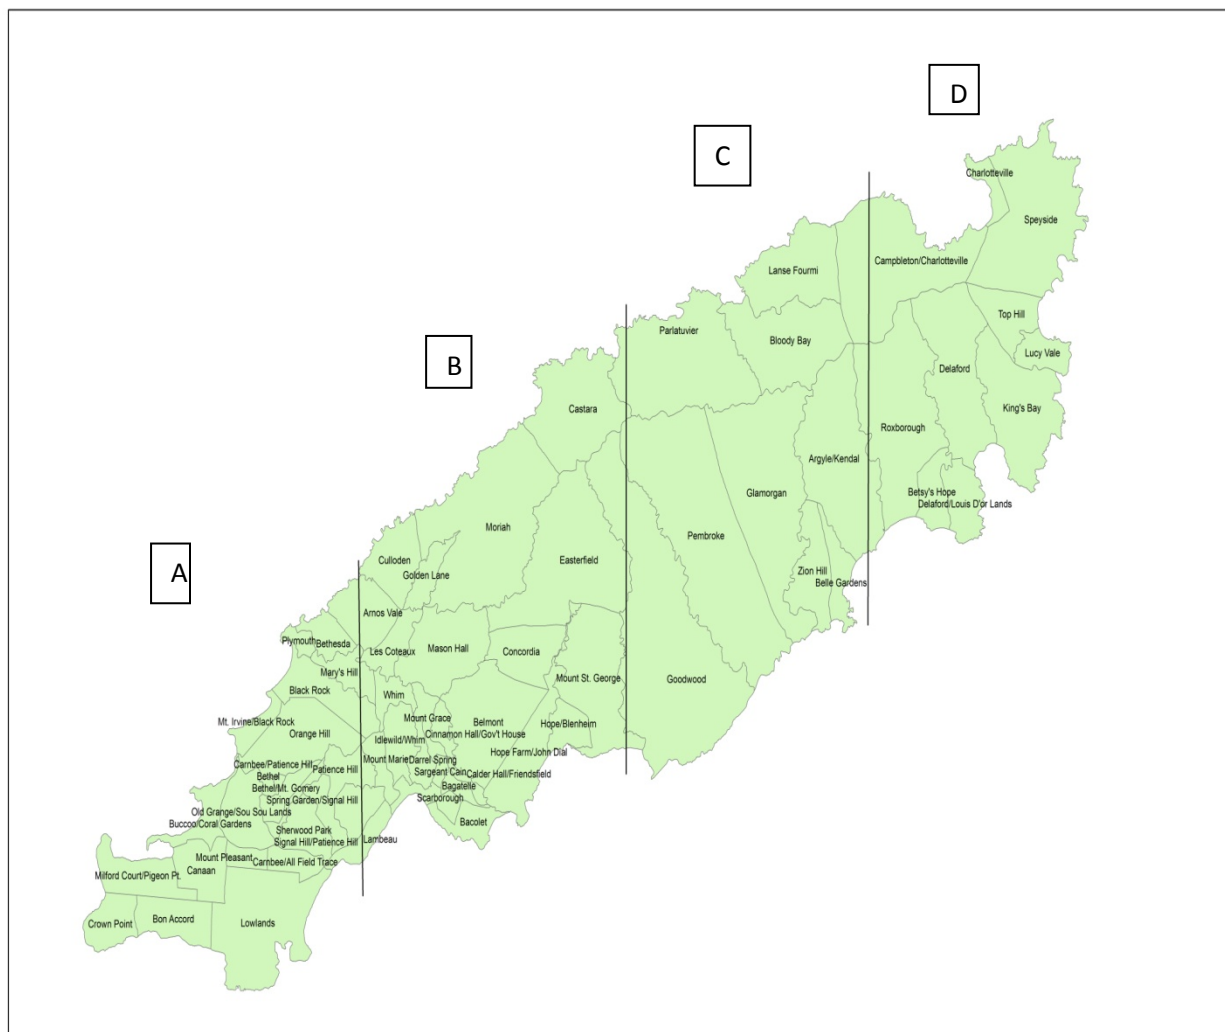 D
C
Charlotteville
Speyside
Campbleton/Charlotteville
Lanse Fourmi
Top Hill
Parlatuvier
Bloody Bay
Lucy Vale
B
Delaford
Castara
King's Bay
Roxborough
Argyle/Kendal
Glamorgan
Betsy's Hope
Delaford/Louis D'or Lands
Moriah
Pembroke
A
Culloden
Easterfield
Golden Lane
Zion Hill
Belle Gardens
Arnos Vale
Plymouth
Bethesda
Les Coteaux
Mason Hall
Concordia
Mary's Hill
Mount St. George
Goodwood
Black Rock
Whim
Mt. Irvine/Black Rock
Mount Grace
Belmont
Hope/Blenheim
Orange Hill
Cinnamon Hall/Gov't House
Idlewild/Whim
Hope Farm/John Dial
Carnbee/Patience Hill
Patience Hill
Mount Marie
Darrel Spring
Bethel
Sargeant Cain
Calder Hall/Friendsfield
Bethel/Mt. Gomery
Bagatelle
Spring Garden/Signal Hill
Scarborough
Old Grange/Sou Sou Lands
Buccoo/Coral Gardens
Bacolet
Sherwood Park
Signal Hill/Patience Hill
Lambeau
Mount Pleasant
Carnbee/All Field Trace
Canaan
Milford Court/Pigeon Pt.
Crown Point
Bon Accord
Lowlands